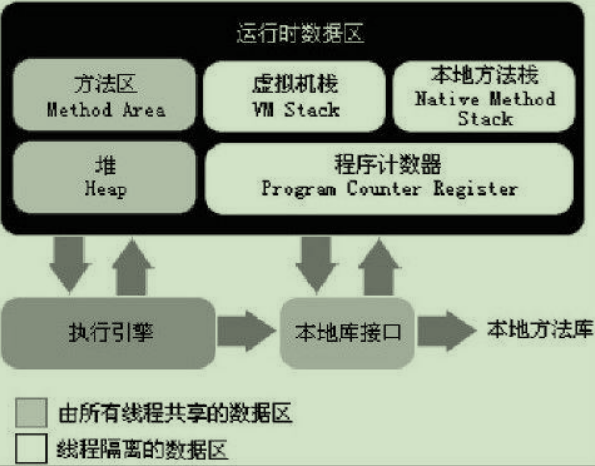 运行时数据区
方法区
Method Area
虚拟机栈
VM Stack
本地方法栈
Native Method
Stack
堆
Heap
程序计数器
Program Counter Register
执行引擎
本地库接口
本地方法库
由所有线程共享的数据区
线程隔离的数据区